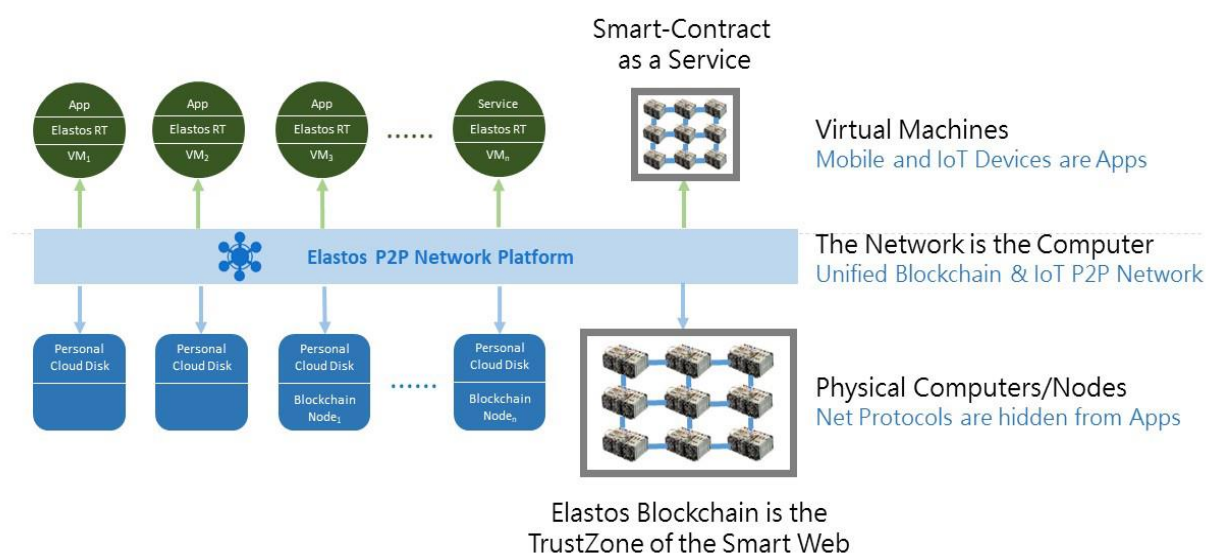 Smart-Contract
as a Service
App
Elastos RT
VM₁
App
Elastos RT
VM₂
App
Elastos RT
VM₃
......
Service
Elastos RT
VMₙ
Virtual Machines
Mobile and IoT Devices are Apps
Elastos P2P Network Platform
The Network is the Computer
Unified Blockchain & IoT P2P Network
Personal
Cloud Disk
Personal
Cloud Disk
Personal
Cloud Disk
Blockchain
Node₁
......
Personal
Cloud Disk
Blockchain
Nodeₙ
Physical Computers/Nodes
Net Protocols are hidden from Apps
Elastos Blockchain is the
TrustZone of the Smart Web